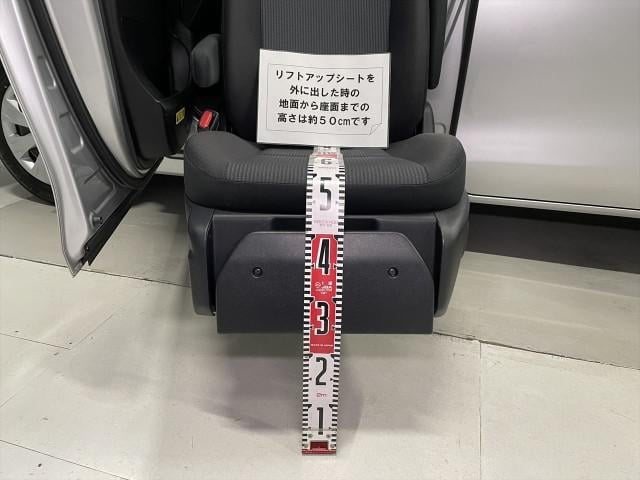 リフトアップシートを
外に出した時の
地面から座面までの
高さは約50cmです
6
5
4
3
2
2m
1